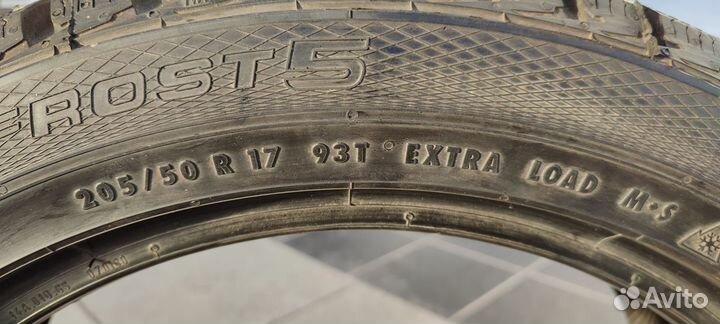 ROST5
205/50 R 17 93T EXTRA LOAD M·S
Avito